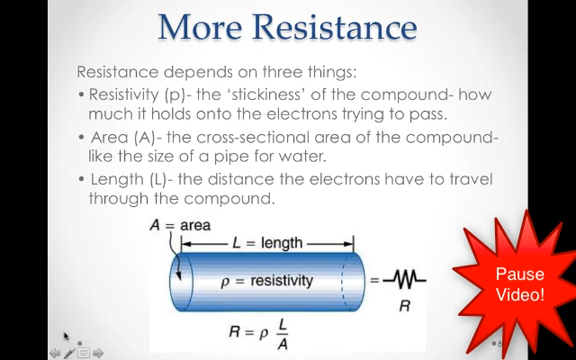 More Resistance
Resistance depends on three things:
• Resistivity (p)- the ‘stickiness’ of the compound- how
much it holds onto the electrons trying to pass.
• Area (A)- the cross-sectional area of the compound-
like the size of a pipe for water.
• Length (L)- the distance the electrons have to travel
through the compound.
A = area
L = length
ρ = resistivity
=
R
R = ρ L/A
Pause
Video!
8